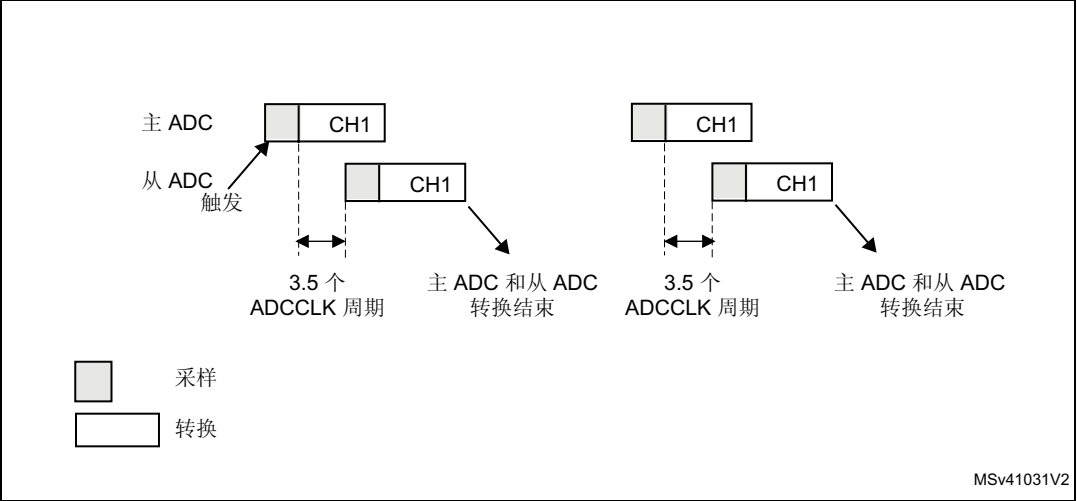 主 ADC
CH1
CH1
从 ADC
CH1
CH1
触发
3.5 个
ADCCLK 周期
主 ADC 和从 ADC
转换结束
3.5 个
ADCCLK 周期
主 ADC 和从 ADC
转换结束
采样
转换
MSv41031V2